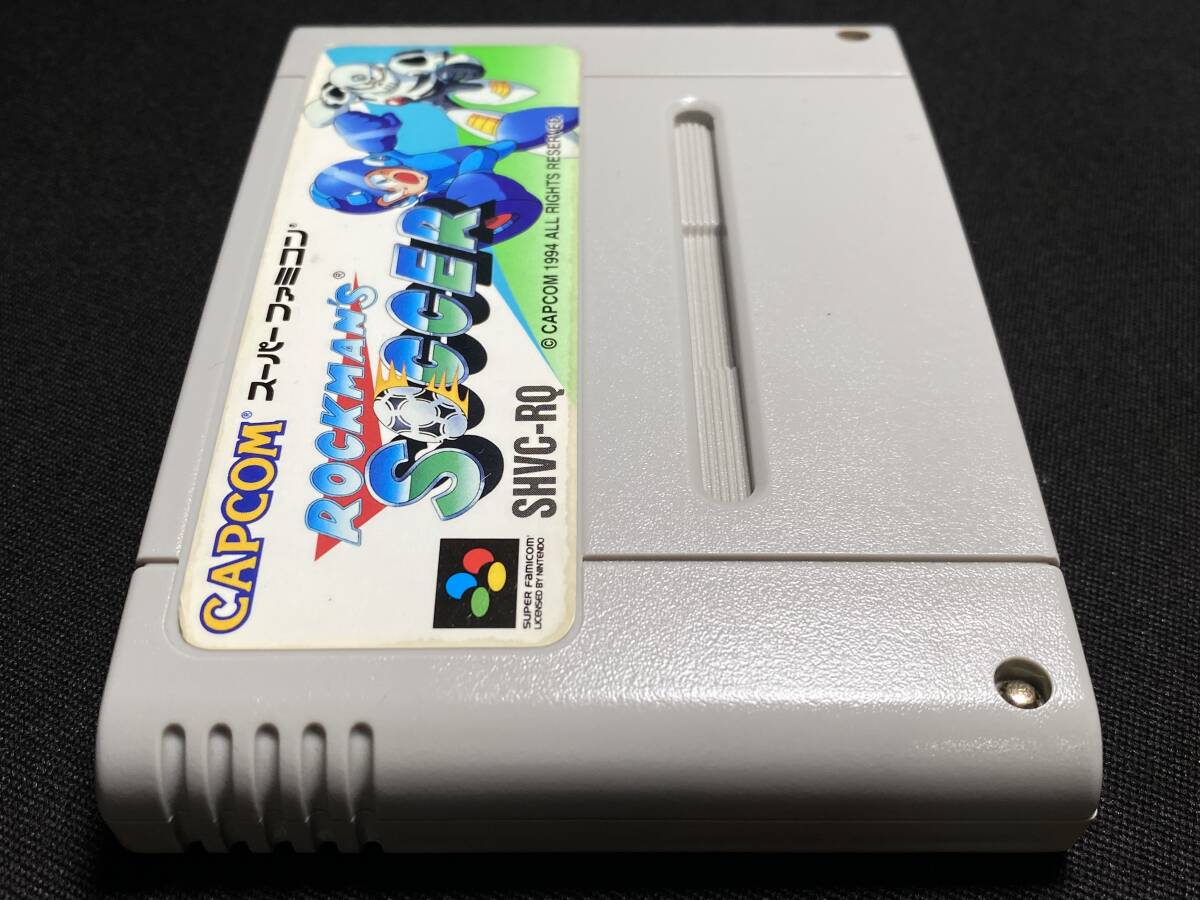 CAPCOM® スーパーファミコン®
ROCKMAN'S®
SOCCER
SUPER FAMICOM®
LICENSED BY NINTENDO
SHVC-RQ
© CAPCOM 1994 ALL RIGHTS RESERVED.